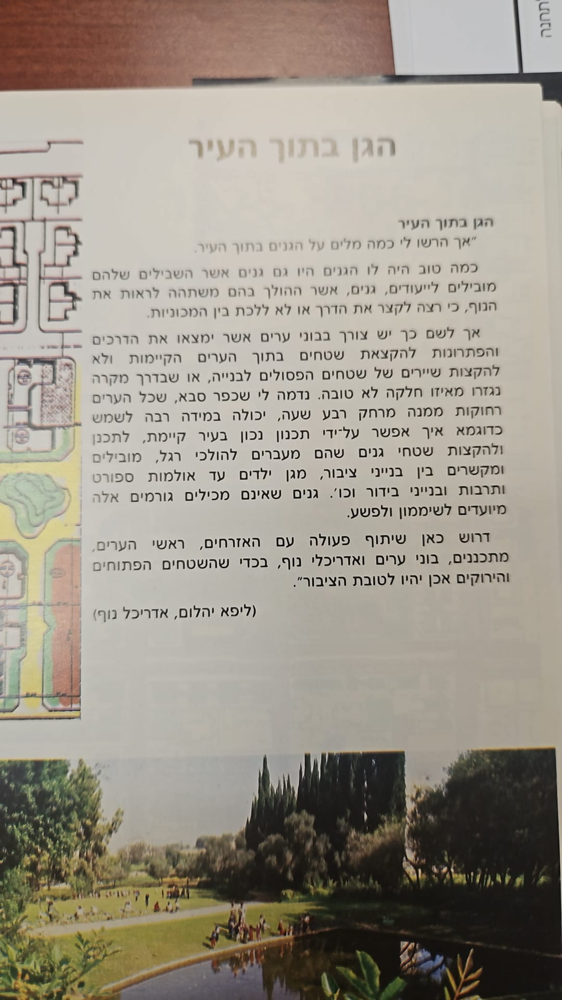 תחנה
הגן בתוך העיר
הגן בתוך העיר
"אך הרשו לי כמה מלים על הגנים בתוך העיר.
כמה טוב היה לו הגנים היו גם גנים אשר השבילים שלהם
מובילים לייעודים, גנים, אשר ההולך בהם משתהה לראות את
הנוף, כי רצה לקצר את הדרך או לא ללכת בין המכוניות.
אך לשם כך יש צורך בבוני ערים אשר ימצאו את הדרכים
והפתרונות להקצאת שטחים בתוך הערים הקיימות ולא
להקצות שיירים של שטחים הפסולים לבנייה, או שבדרך מקרה
נגזרו מאיזו חלקה לא טובה. נדמה לי שכפר סבא, שכל הערים
רחוקות ממנה מרחק רבע שעה, יכולה במידה רבה לשמש
כדוגמא איך אפשר על־ידי תכנון נכון בעיר קיימת, לתכנן
ולהקצות שטחי גנים שהם מעברים להולכי רגל, מובילים
ומקשרים בין בנייני ציבור, מגן ילדים עד אולמות ספורט
ותרבות ובנייני בידור וכו'. גנים שאינם מכילים גורמים אלה
מיועדים לשיממון ולפשע.
דרוש כאן שיתוף פעולה עם האזרחים, ראשי הערים,
מתכננים, בוני ערים ואדריכלי נוף, בכדי שהשטחים הפתוחים
והירוקים אכן יהיו לטובת הציבור".
(ליפא יהלום, אדריכל נוף)